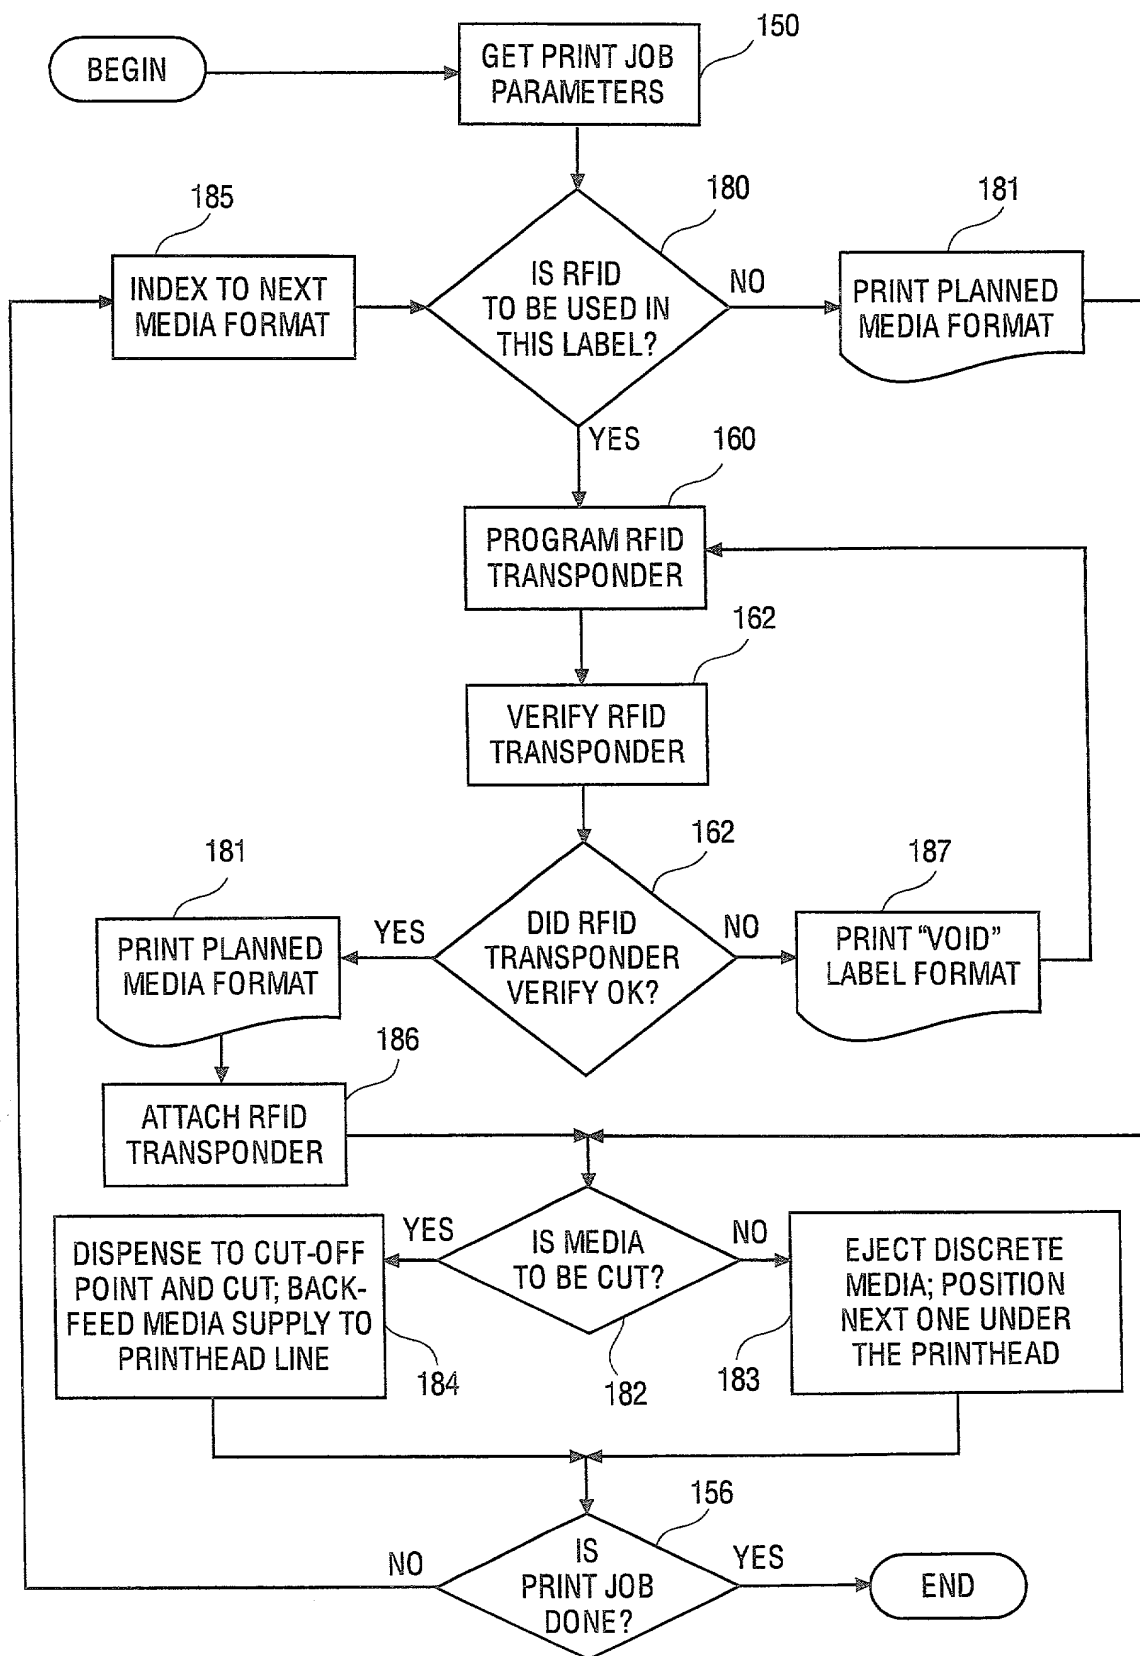 150
BEGIN
GET PRINT JOB
PARAMETERS
185
180
181
INDEX TO NEXT
MEDIA FORMAT
IS RFID
TO BE USED IN
THIS LABEL?
NO
PRINT PLANNED
MEDIA FORMAT
YES
160
PROGRAM RFID
TRANSPONDER
162
VERIFY RFID
TRANSPONDER
181
162
187
PRINT PLANNED
MEDIA FORMAT
YES
DID RFID
TRANSPONDER
VERIFY OK?
NO
PRINT "VOID"
LABEL FORMAT
186
ATTACH RFID
TRANSPONDER
DISPENSE TO CUT-OFF
POINT AND CUT; BACK-
FEED MEDIA SUPPLY TO
PRINTHEAD LINE
YES
IS MEDIA
TO BE CUT?
NO
EJECT DISCRETE
MEDIA; POSITION
NEXT ONE UNDER
THE PRINTHEAD
184
182
183
156
NO
IS
PRINT JOB
DONE?
YES
END